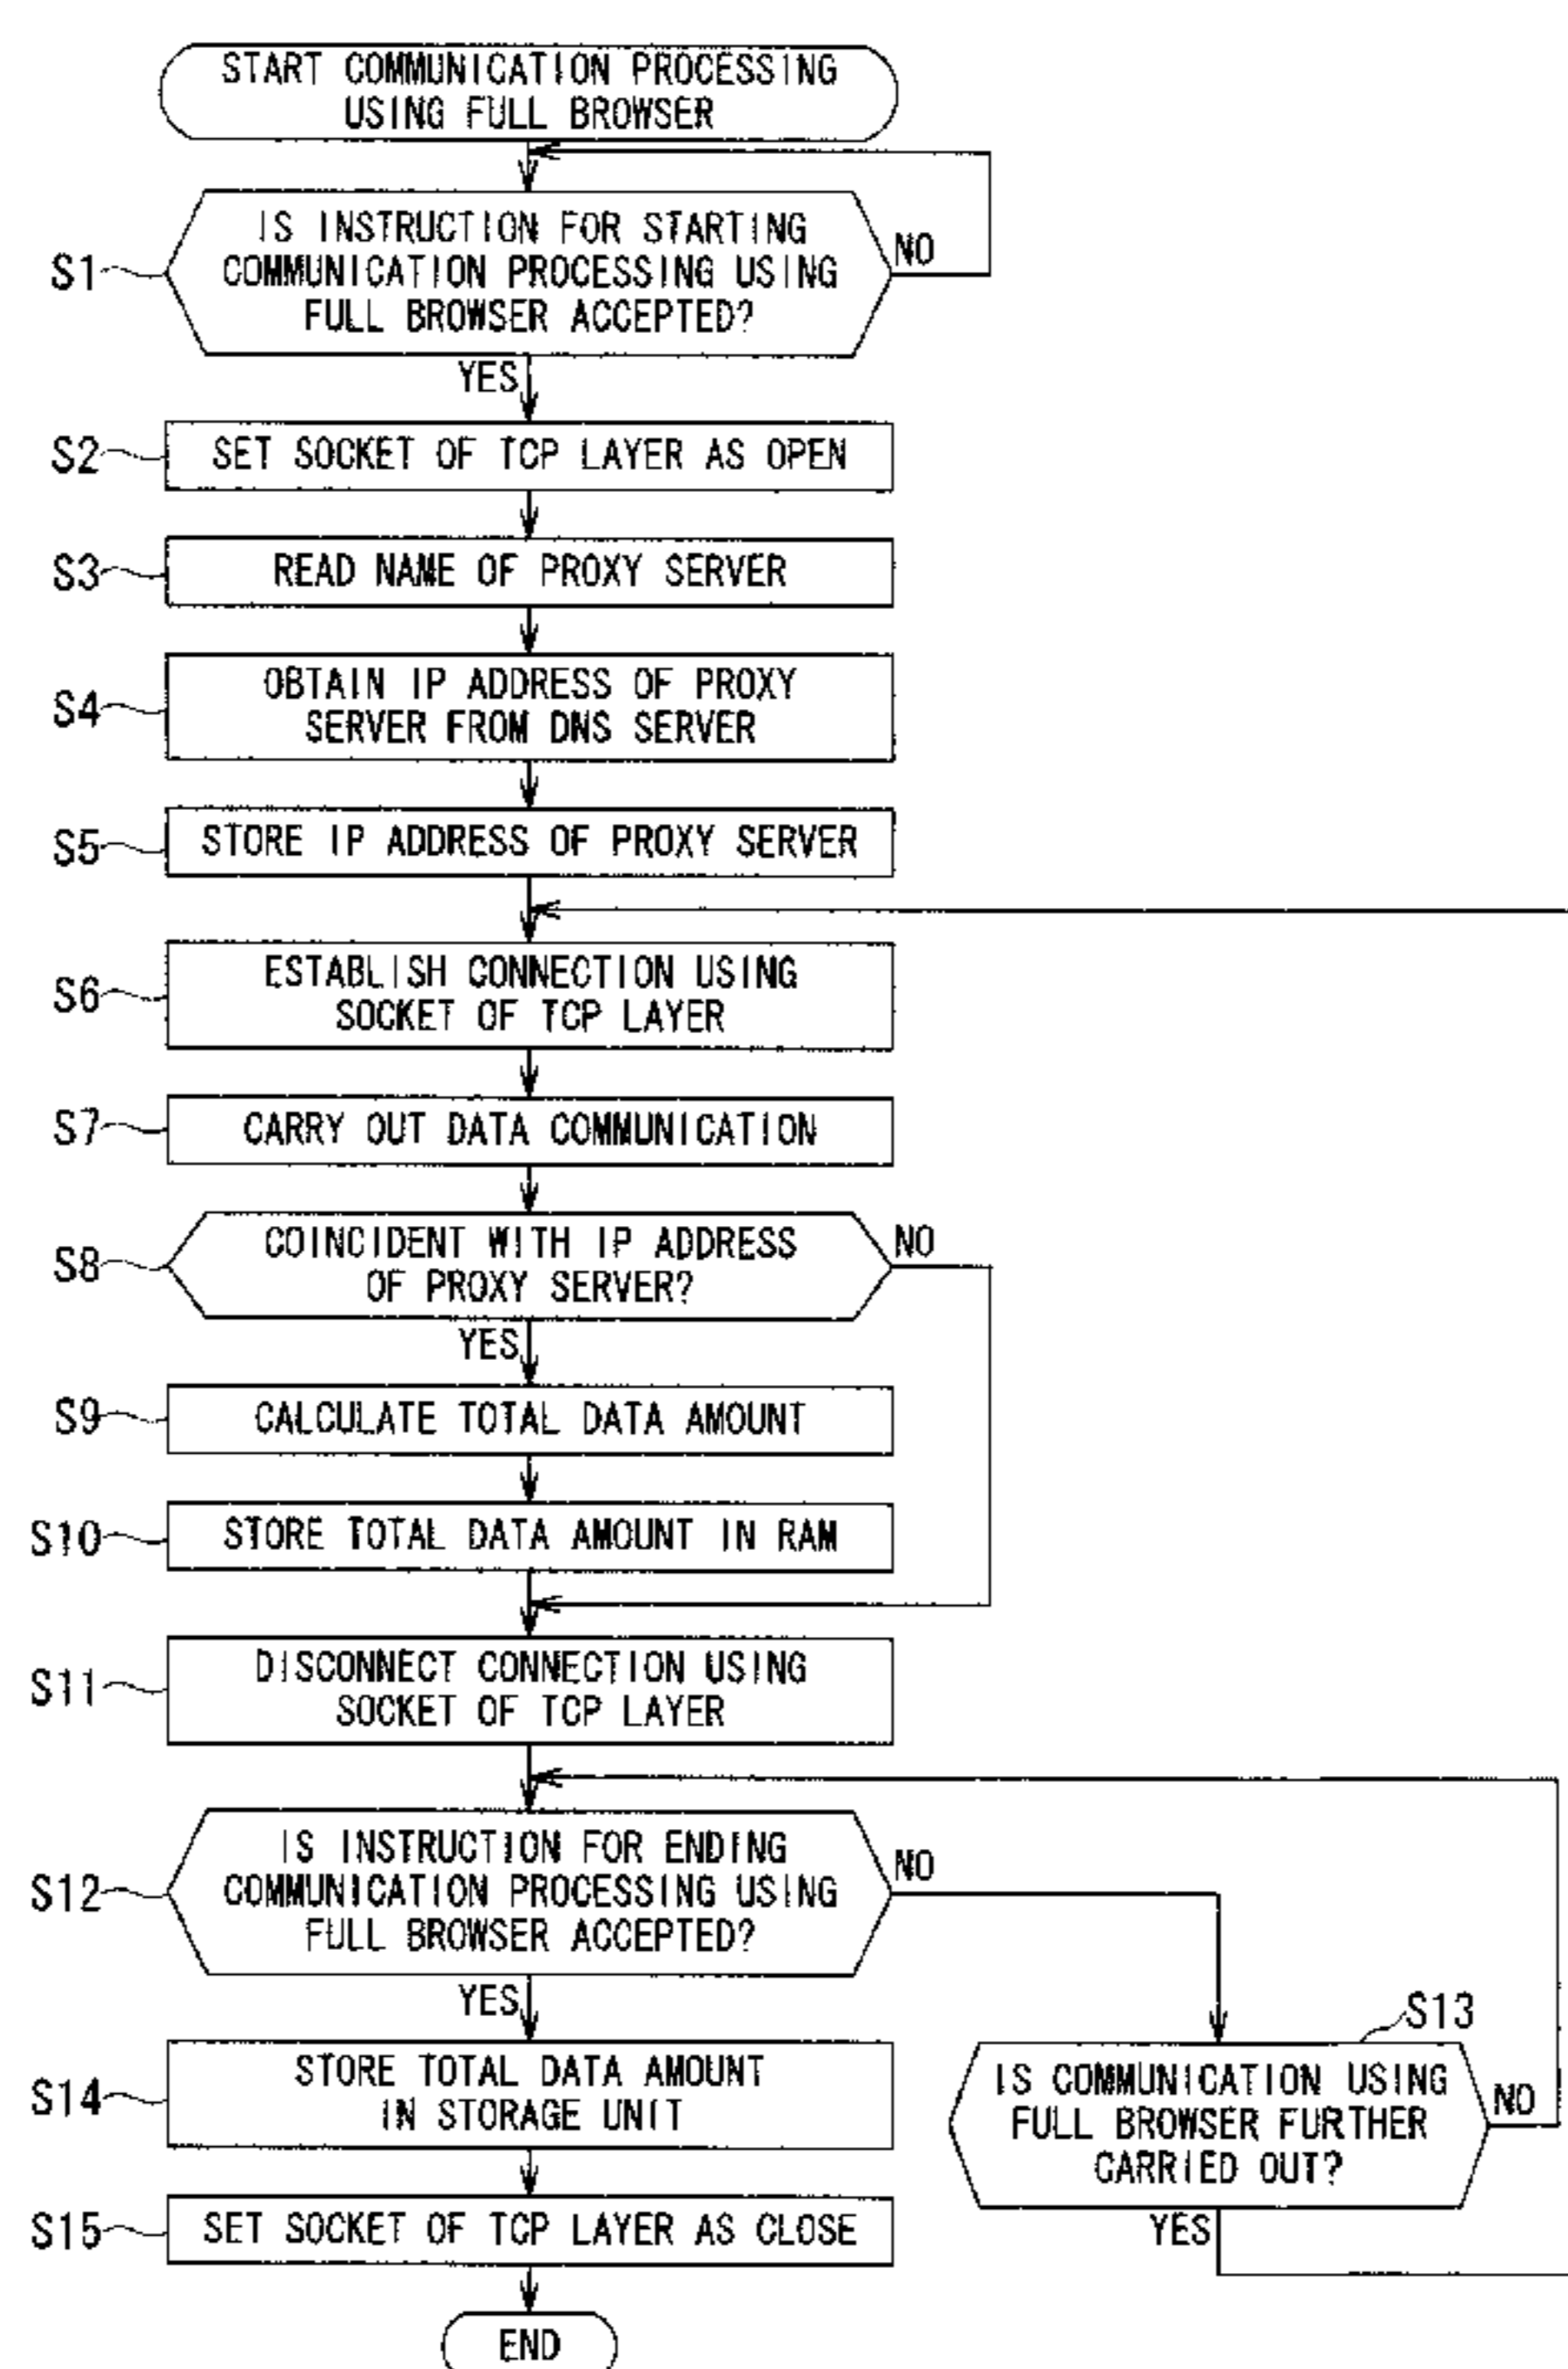 START COMMUNICATION PROCESSING
USING FULL BROWSER
S1
IS INSTRUCTION FOR STARTING
COMMUNICATION PROCESSING USING
FULL BROWSER ACCEPTED?
NO
YES
S2
SET SOCKET OF TCP LAYER AS OPEN
S3
READ NAME OF PROXY SERVER
S4
OBTAIN IP ADDRESS OF PROXY
SERVER FROM DNS SERVER
S5
STORE IP ADDRESS OF PROXY SERVER
S6
ESTABLISH CONNECTION USING
SOCKET OF TCP LAYER
S7
CARRY OUT DATA COMMUNICATION
S8
COINCIDENT WITH IP ADDRESS
OF PROXY SERVER?
NO
YES
S9
CALCULATE TOTAL DATA AMOUNT
S10
STORE TOTAL DATA AMOUNT IN RAM
S11
DISCONNECT CONNECTION USING
SOCKET OF TCP LAYER
S12
IS INSTRUCTION FOR ENDING
COMMUNICATION PROCESSING USING
FULL BROWSER ACCEPTED?
NO
YES
S13
IS COMMUNICATION USING
FULL BROWSER FURTHER
CARRIED OUT?
NO
YES
S14
STORE TOTAL DATA AMOUNT
IN STORAGE UNIT
S15
SET SOCKET OF TCP LAYER AS CLOSE
END